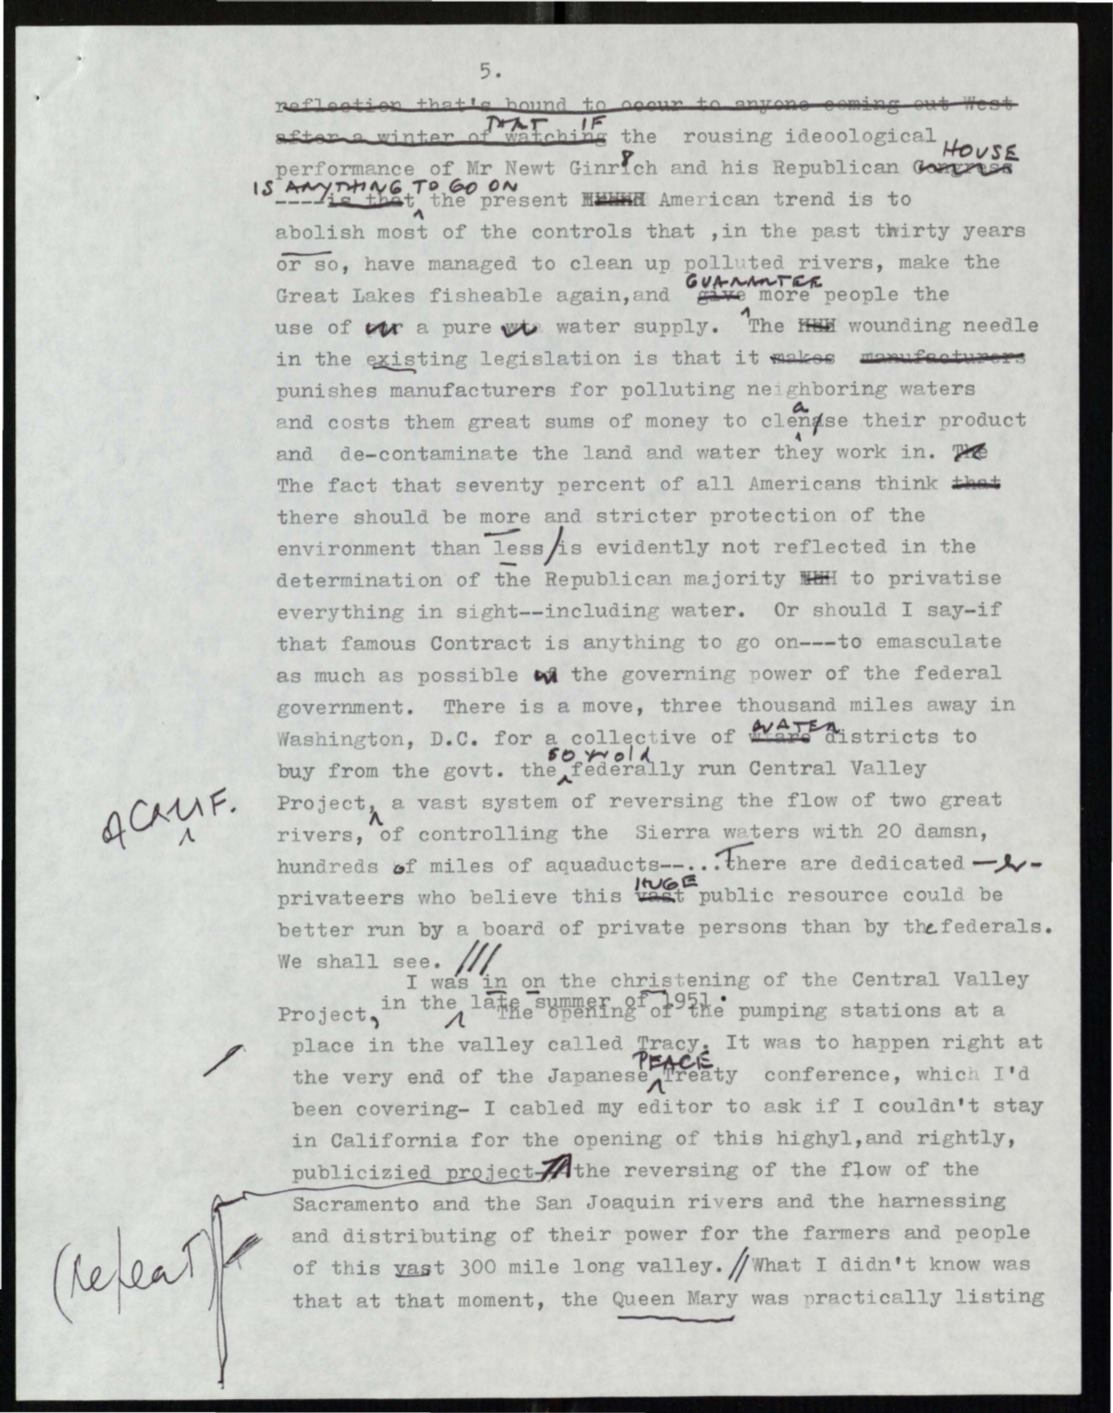 5.
reflection that's bound to occur to anyone coming out West
THAT IF
after a winter of watching the rousing ideoological
HOUSE
performance of Mr Newt Ginrich and his Republican Congress
IS ANYTHING TO GO ON
----is that the present American trend is to
abolish most of the controls that ,in the past thirty years
or so, have managed to clean up polluted rivers, make the
GUARANTEE
Great Lakes fisheable again,and give more people the
use of a pure water supply. The wounding needle
in the existing legislation is that it makes manufacturers
punishes manufacturers for polluting neighboring waters
a
and costs them great sums of money to clense their product
and de-contaminate the land and water they work in. The
The fact that seventy percent of all Americans think that
there should be more and stricter protection of the
environment than less/is evidently not reflected in the
determination of the Republican majority to privatise
everything in sight--including water. Or should I say-if
that famous Contract is anything to go on---to emasculate
as much as possible the governing power of the federal
government. There is a move, three thousand miles away in
WATER
Washington, D.C. for a collective of districts to
50 yr old
buy from the govt. the federally run Central Valley
CALIF.
Project, a vast system of reversing the flow of two great
rivers, of controlling the Sierra waters with 20 damsn,
hundreds of miles of aquaducts--...There are dedicated
HUGE
privateers who believe this vast public resource could be
better run by a board of private persons than by the federals.
We shall see. ///
I was in on the christening of the Central Valley
Project, in the late summer of 1951. The opening of the pumping stations at a
place in the valley called Tracy. It was to happen right at
PEACE
the very end of the Japanese Treaty conference, which I'd
been covering- I cabled my editor to ask if I couldn't stay
in California for the opening of this highyl,and rightly,
publicizied project the reversing of the flow of the
Sacramento and the San Joaquin rivers and the harnessing
and distributing of their power for the farmers and people
(repeat)
of this vast 300 mile long valley. //What I didn't know was
that at that moment, the Queen Mary was practically listing